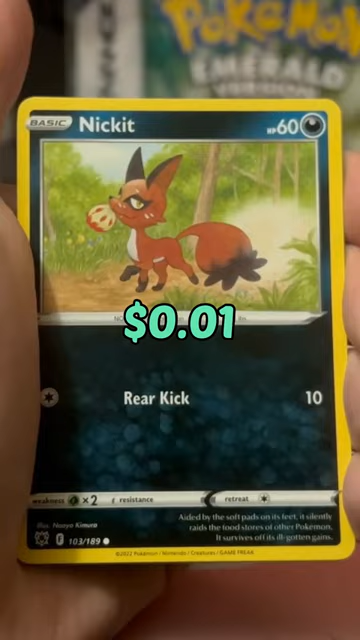 POKéMON
EMERALD
VERSION
BASIC
Nickit
HP60
$0.01
Rear Kick 10
weakness ×2 resistance retreat
Aided by the soft pads on its feet, it silently
raids the food stores of other Pokémon.
It survives off its ill-gotten gains.
Illus. Naoyo Kimura
F 103/189
©2022 Pokémon / Nintendo / Creatures / GAME FREAK